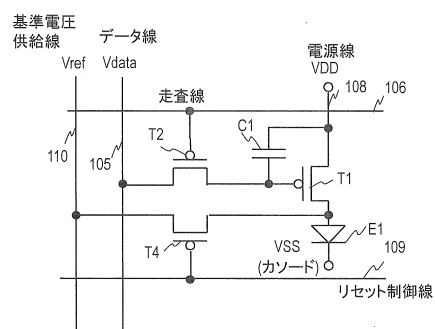 基準電圧
供給線
データ線
電源線
Vref
Vdata
VDD
走査線
108
106
C1
T2
110
105
T1
T4
VSS
E1
(カソード)
109
リセット制御線